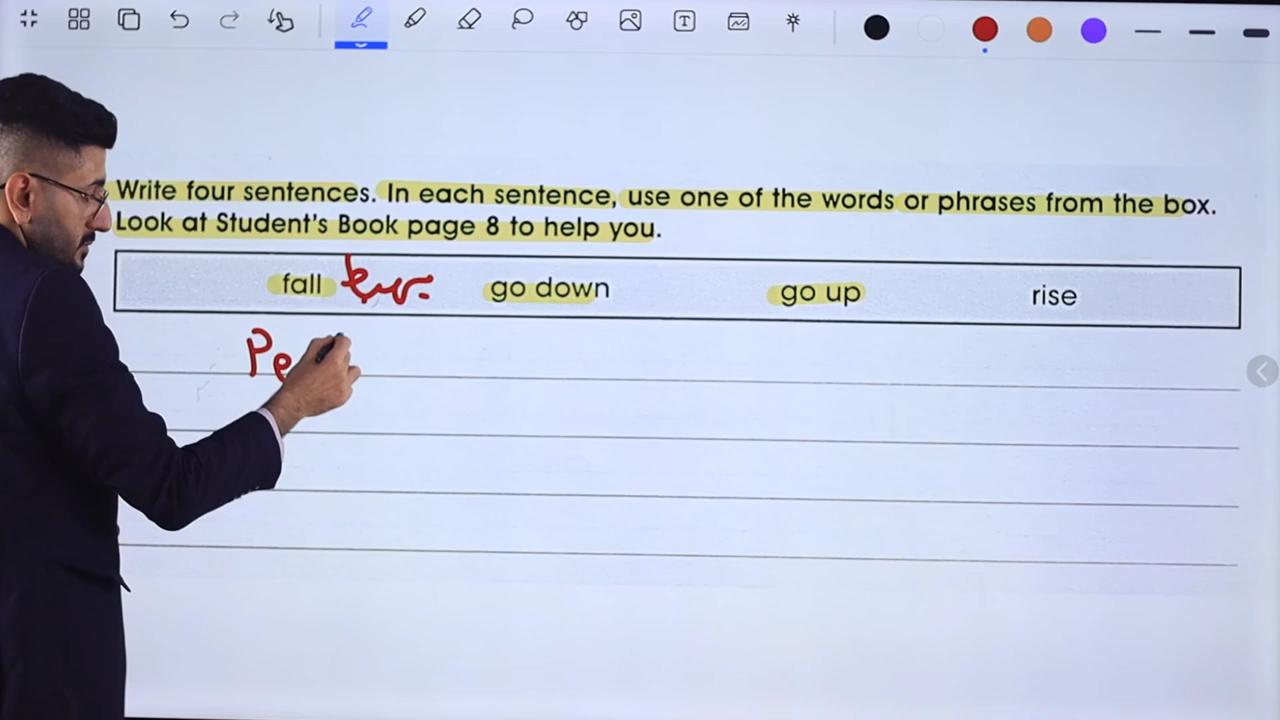 Write four sentences. In each sentence, use one of the words or phrases from the box.
Look at Student's Book page 8 to help you.
fall go down go up rise
Pe